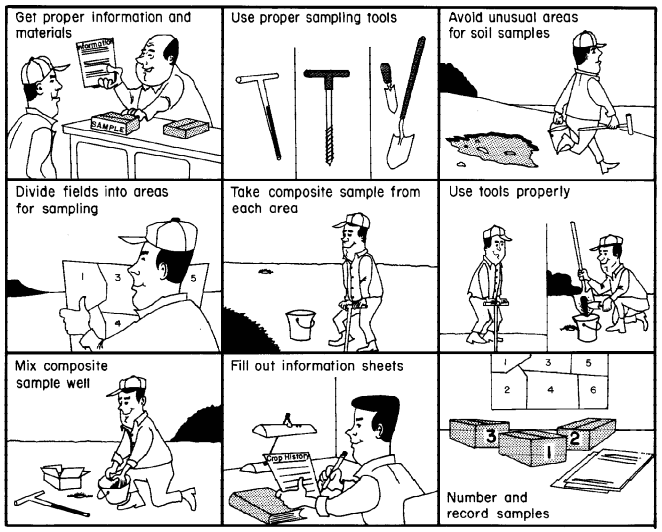 Get proper information and
materials
Information
SAMPLE
Use proper sampling tools
Avoid unusual areas
for soil samples
Divide fields into areas
for sampling
1 3 5
4
Take composite sample from
each area
Use tools properly
Mix composite
sample well
Fill out information sheets
Crop History
1 3 5
2 4 6
3 1 2
Number and
record samples